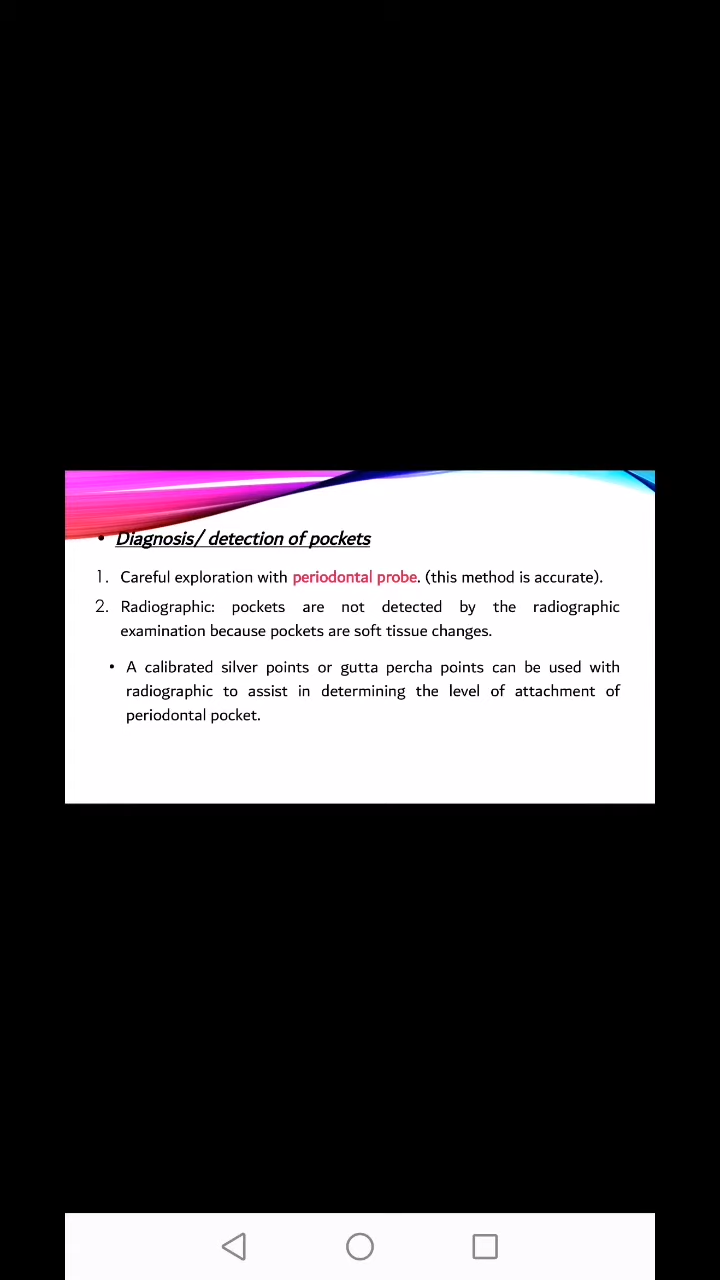 • Diagnosis/ detection of pockets
1. Careful exploration with periodontal probe. (this method is accurate).
2. Radiographic: pockets are not detected by the radiographic
examination because pockets are soft tissue changes.
• A calibrated silver points or gutta percha points can be used with
radiographic to assist in determining the level of attachment of
periodontal pocket.